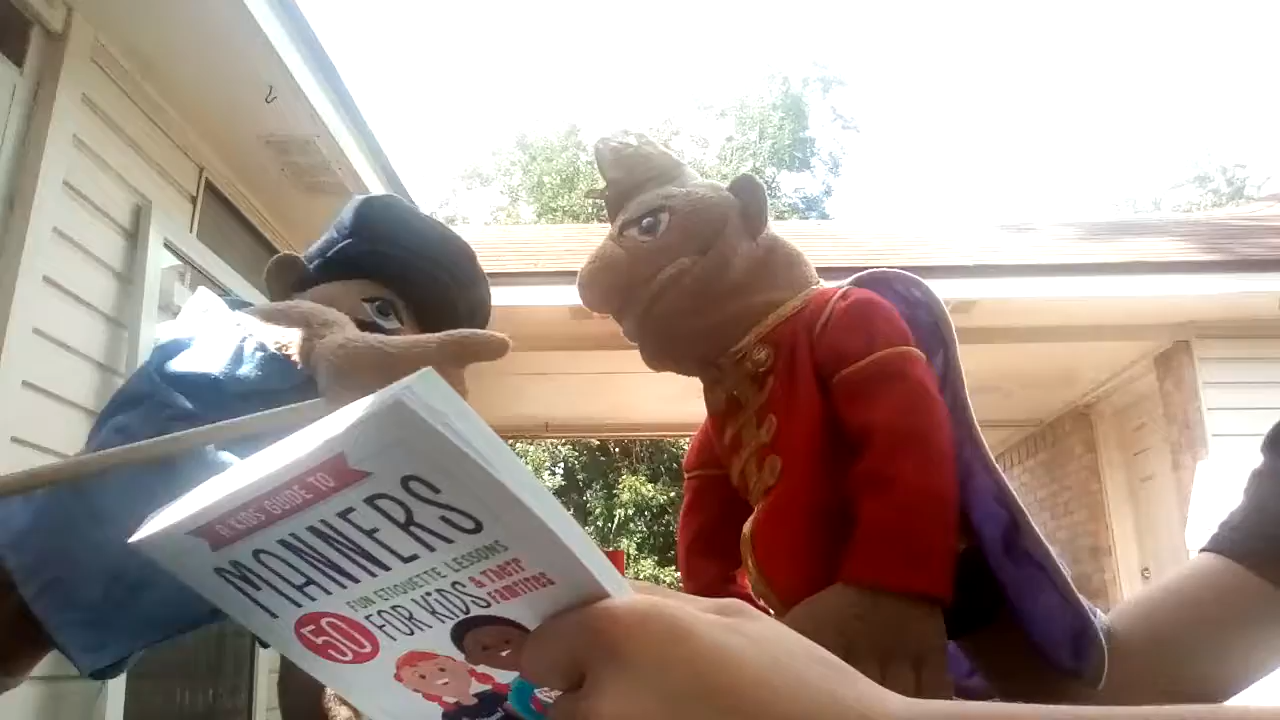 A KIDS' GUIDE TO
MANNERS
50
FUN ETIQUETTE LESSONS
FOR KiDS
& THEIR
FAMILIES